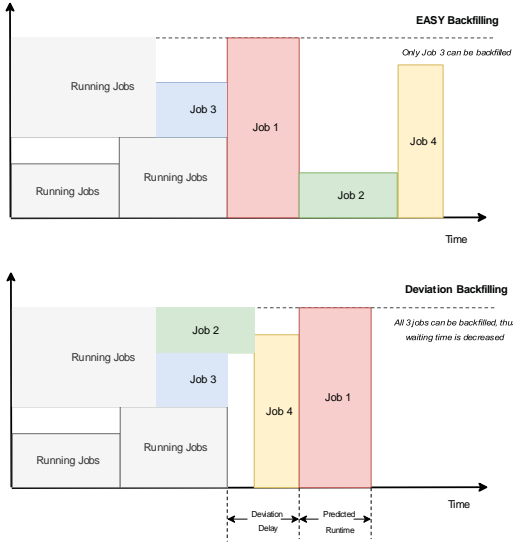 EASY Backfilling
Only Job 3 can be backfilled
Running Jobs
Job 3
Job 1
Job 4
Running Jobs
Running Jobs
Job 2
Time
Deviation Backfilling
All 3 jobs can be backfilled, thu
waiting time is decreased
Job 2
Running Jobs
Job 3
Job 4
Job 1
Running Jobs
Running Jobs
Time
Deviation
Delay
Predicted
Runtime